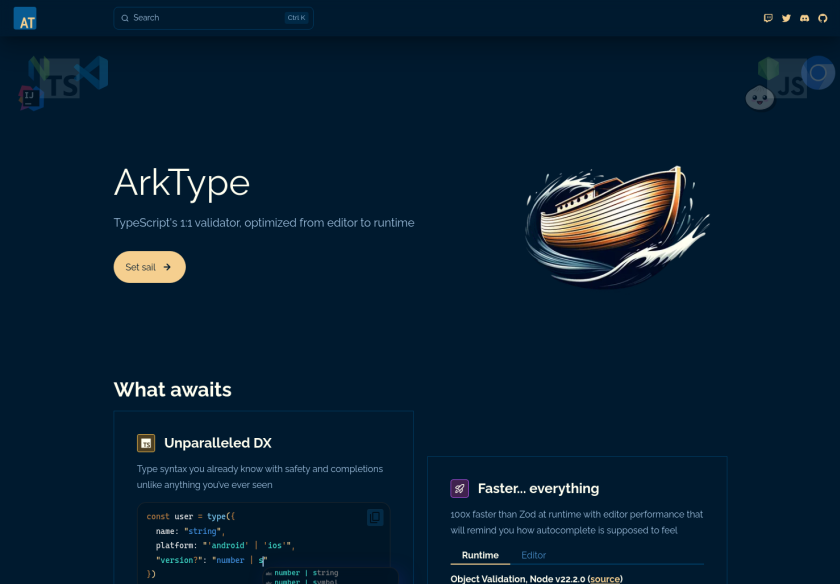 AT
Search
Ctrl K
TS
IJ
JS
ArkType
TypeScript's 1:1 validator, optimized from editor to runtime
Set sail
What awaits
TS
Unparalleled DX
Type syntax you already know with safety and completions
unlike anything you've ever seen
const user = type({
name: "string",
platform: "'android' | 'ios'",
"version?": "number | s"
})
number | string
number | symbol
Faster... everything
100x faster than Zod at runtime with editor performance that
will remind you how autocomplete is supposed to feel
Runtime
Editor
Object Validation, Node v22.2.0 (source)